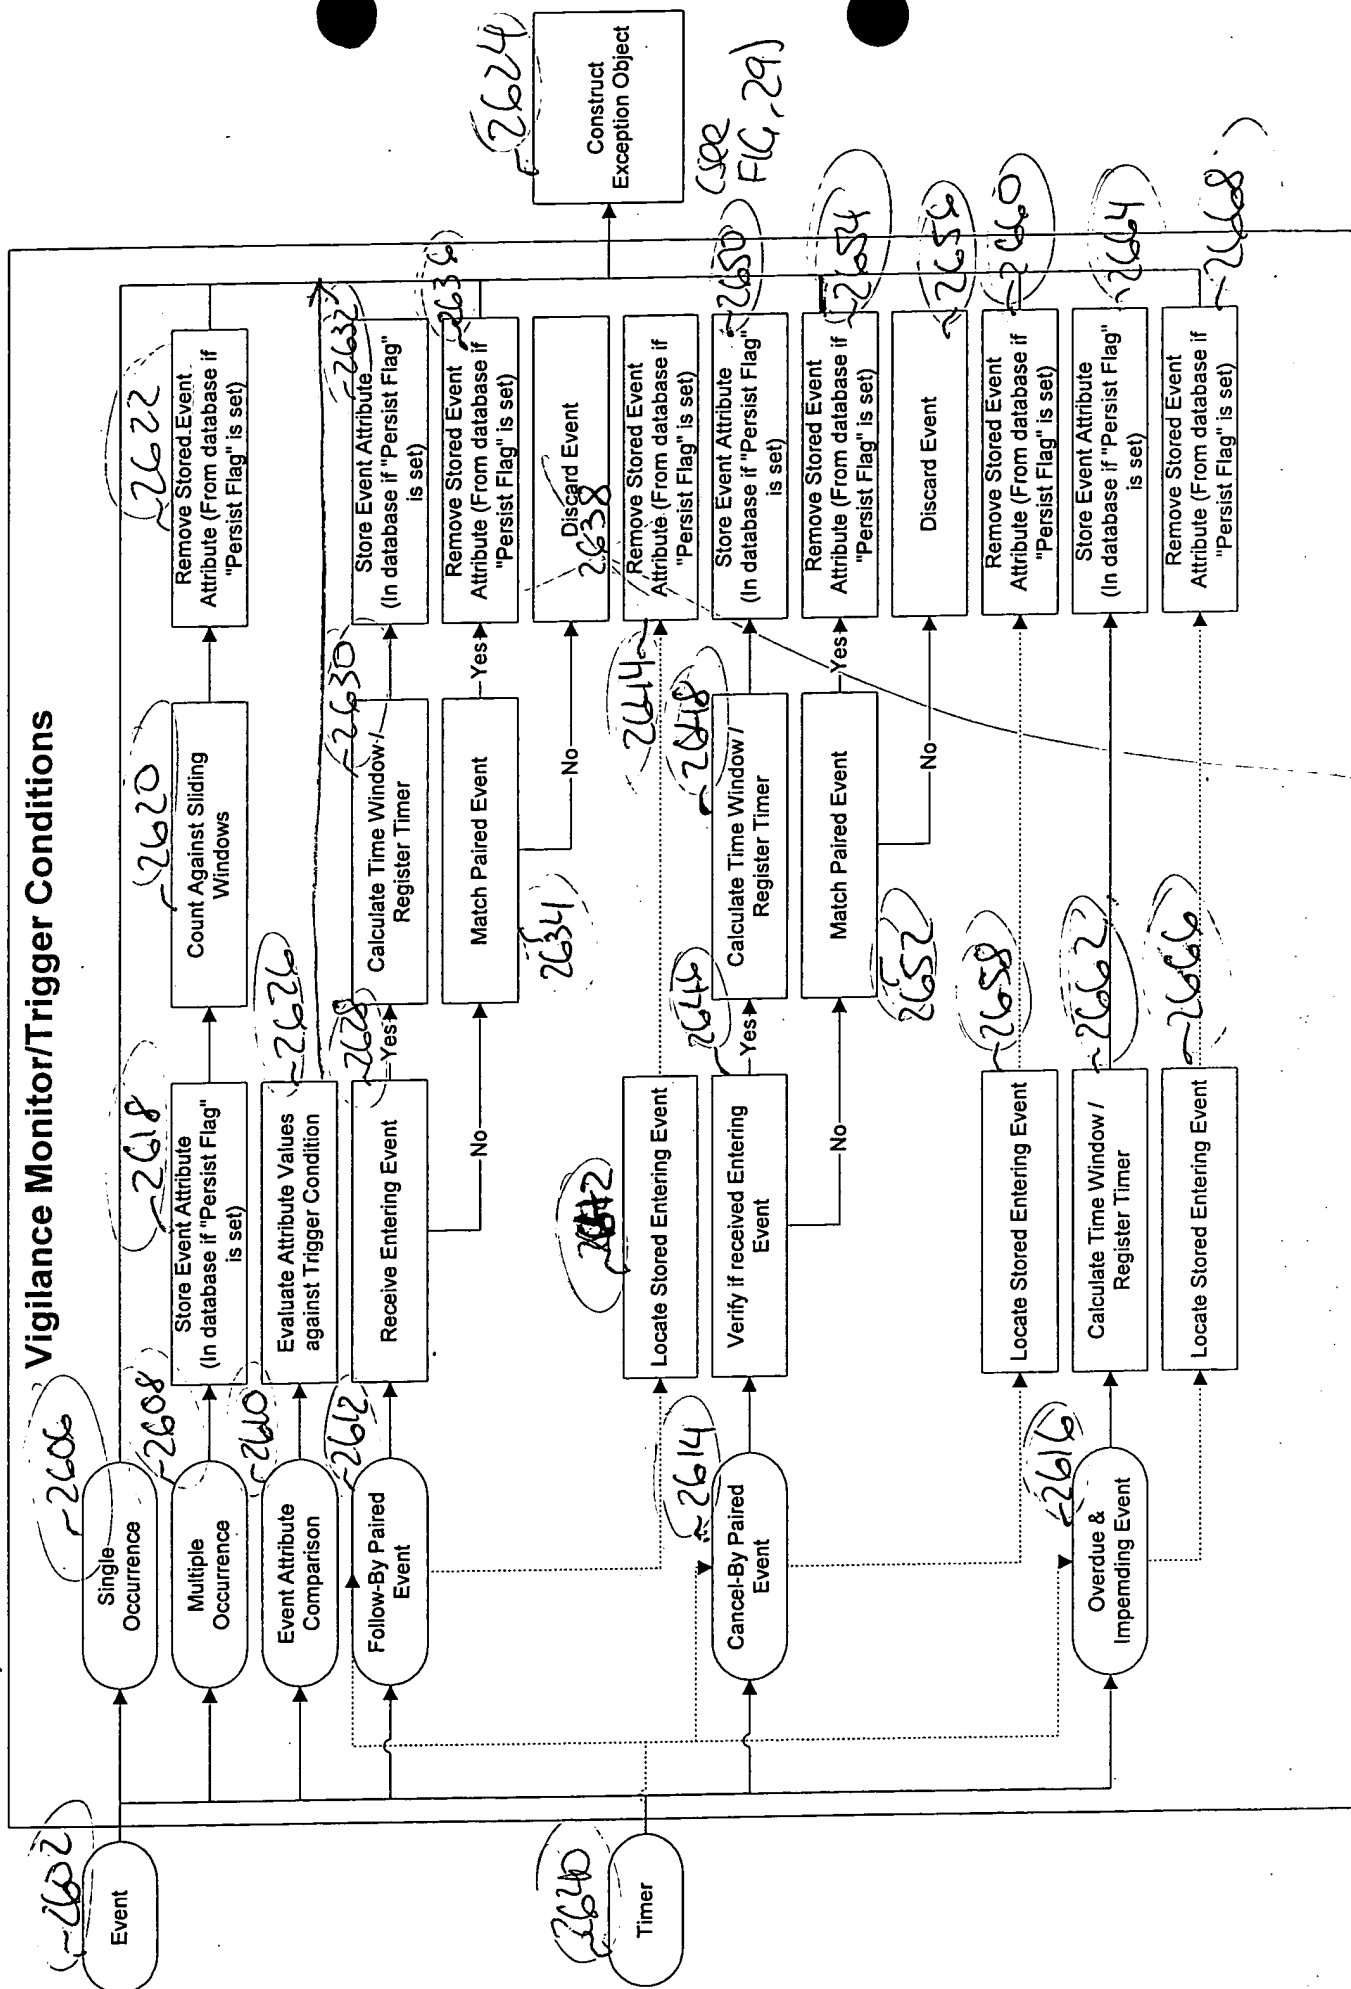 Vigilance Monitor/Trigger Conditions
~2602
Event
~2640
Timer
~2606
Single
Occurrence
~2608
Multiple
Occurrence
~2610
Event Attribute
Comparison
~2612
Follow-By Paired
Event
~2614
Cancel-By Paired
Event
~2616
Overdue &
Impemding Event
~2618
Store Event Attribute
(In database if "Persist Flag"
is set)
~2620
Count Against Sliding
Windows
~2622
Remove Stored Event
Attribute (From database if
"Persist Flag" is set)
~2624
Construct
Exception Object
(see
FIG. 29)
~2626
Evaluate Attribute Values
against Trigger Condition
~2628
Receive Entering Event
Yes
~2630
Calculate Time Window /
Register Timer
~2632
Store Event Attribute
(In database if "Persist Flag"
is set)
No
2634
Match Paired Event
Yes
~2636
Remove Stored Event
Attribute (From database if
"Persist Flag" is set)
No
Discard Event
2638
Locate Stored Entering Event
2644~
Remove Stored Event
Attribute (From database if
"Persist Flag" is set)
2646
Verify if received Entering
Event
Yes
~2648
Calculate Time Window /
Register Timer
~2650
Store Event Attribute
(In database if "Persist Flag"
is set)
No
2652
Match Paired Event
Yes
~2654
Remove Stored Event
Attribute (From database if
"Persist Flag" is set)
No
~2656
Discard Event
~2658
Locate Stored Entering Event
~2660
Remove Stored Event
Attribute (From database if
"Persist Flag" is set)
~2662
Calculate Time Window /
Register Timer
~2664
Store Event Attribute
(In database if "Persist Flag"
is set)
~2666
Locate Stored Entering Event
~2668
Remove Stored Event
Attribute (From database if
"Persist Flag" is set)